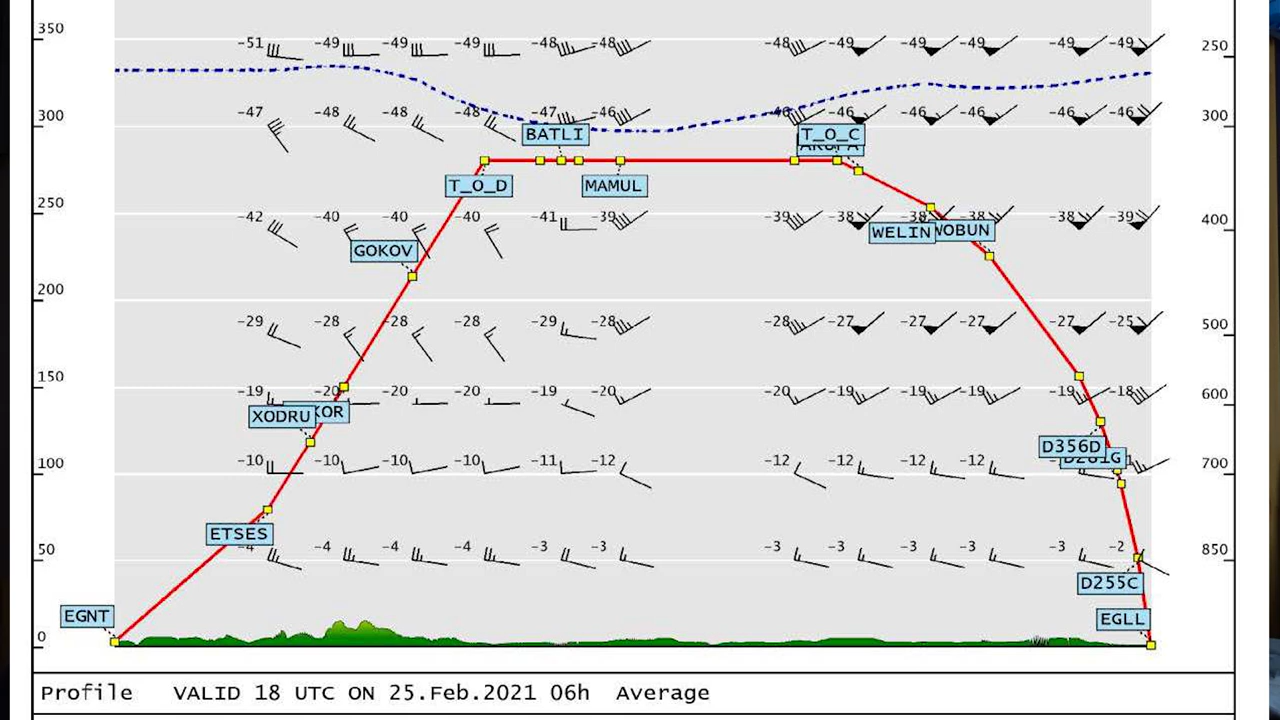 350
-51 -49 -49 -49 -48 -48 -48 -49 -49 -49 -49 -49
250
300
-47 -48 -48 -48 -47 -46 -46 -46 -46 -46 -46 -46
300
BATLI
T_O_C
T_O_D
MAMUL
250
-42 -40 -40 -40 -41 -39 -39 -38 -38 -38 -38 -39
400
WELIN
WOBUN
GOKOV
200
-29 -28 -28 -28 -29 -28 -28 -27 -27 -27 -27 -25
500
150
-19 -20 -20 -20 -19 -20 -20 -19 -19 -19 -19 -18
600
XODRU
D356D
100
-10 -10 -10 -10 -11 -12 -12 -12 -12 -12
700
ETSES
50
-4 -4 -4 -4 -3 -3 -3 -3 -3 -3 -3 -2
850
D255C
EGNT
EGLL
0
Profile VALID 18 UTC ON 25.Feb.2021 06h Average